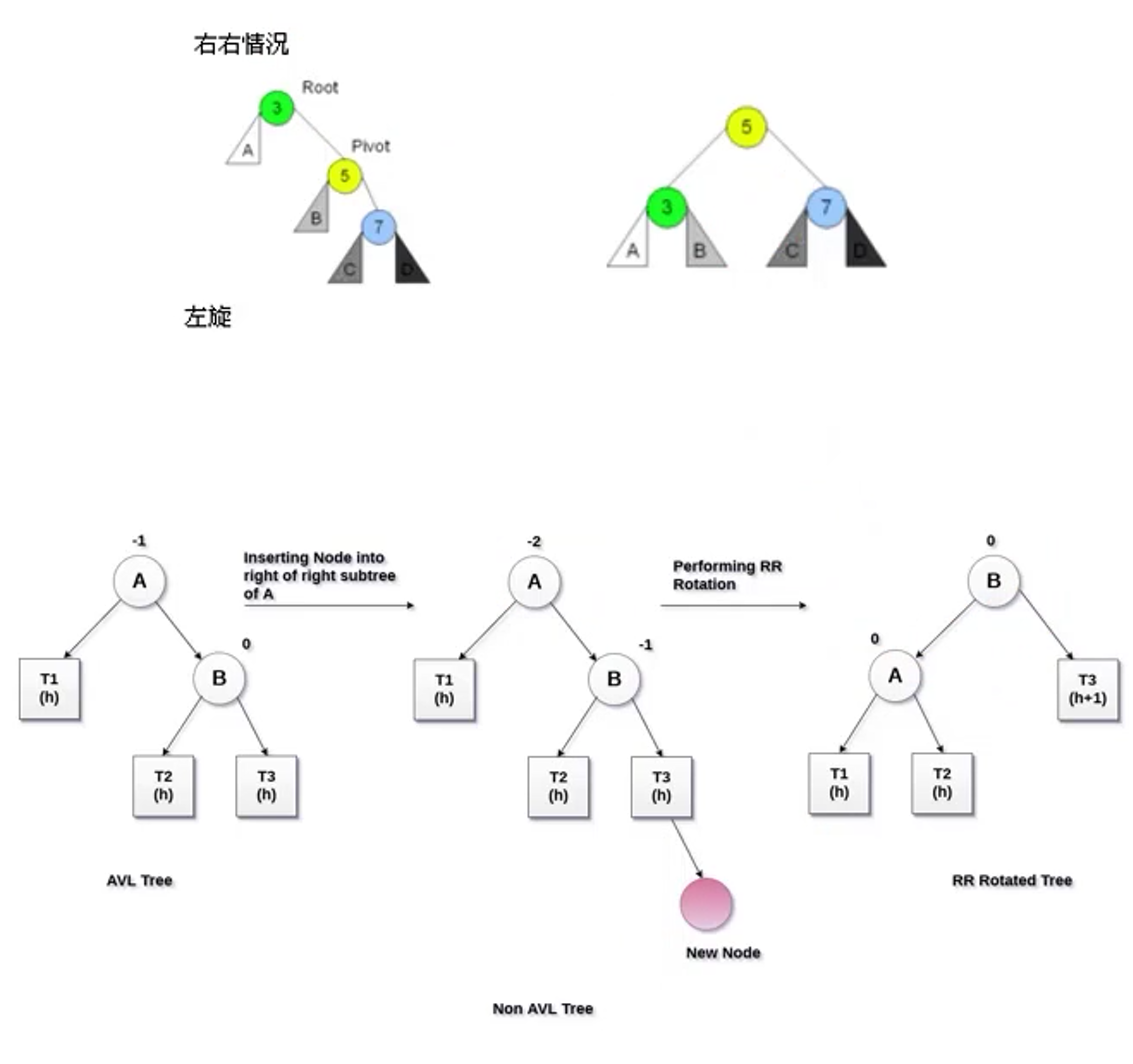 右右情況
Root
3
A
Pivot
5
B
7
C
D
5
3
7
A
B
C
D
左旋
-1
A
0
B
T1
(h)
T2
(h)
T3
(h)
AVL Tree
Inserting Node into
right of right subtree
of A
-2
A
-1
B
T1
(h)
T2
(h)
T3
(h)
New Node
Non AVL Tree
Performing RR
Rotation
0
B
0
A
T3
(h+1)
T1
(h)
T2
(h)
RR Rotated Tree